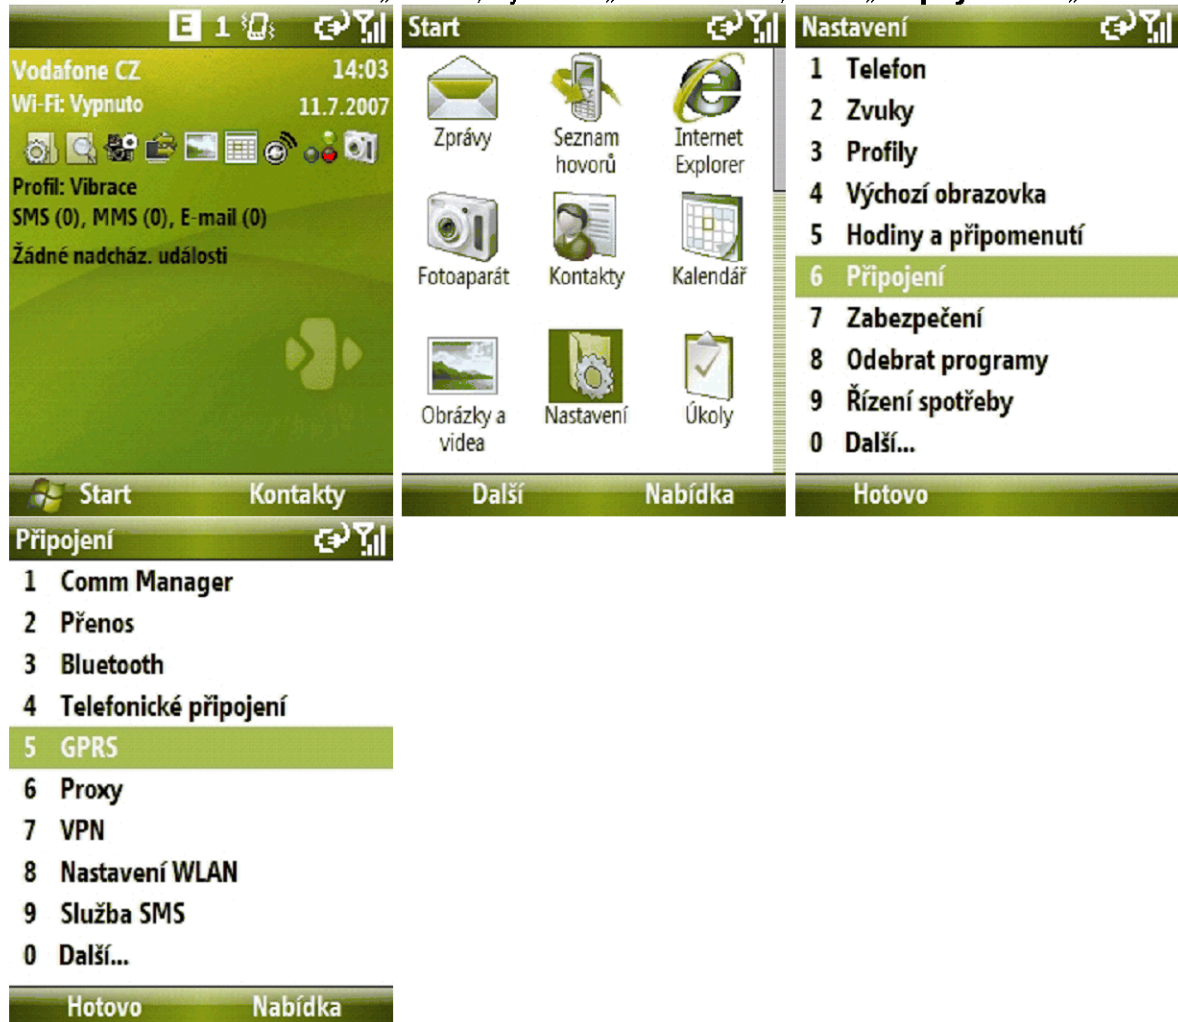 E 1
Vodafone CZ 14:03
Wi-Fi: Vypnuto 11.7.2007
Profil: Vibrace
SMS (0), MMS (0), E-mail (0)
Žádné nadcház. události
Start Kontakty
Start
Zprávy
Seznam hovorů
Internet Explorer
Fotoaparát
Kontakty
Kalendář
Obrázky a videa
Nastavení
Úkoly
Další Nabídka
Nastavení
1 Telefon
2 Zvuky
3 Profily
4 Výchozí obrazovka
5 Hodiny a připomenutí
6 Připojení
7 Zabezpečení
8 Odebrat programy
9 Řízení spotřeby
0 Další...
Hotovo
Připojení
1 Comm Manager
2 Přenos
3 Bluetooth
4 Telefonické připojení
5 GPRS
6 Proxy
7 VPN
8 Nastavení WLAN
9 Služba SMS
0 Další...
Hotovo Nabídka